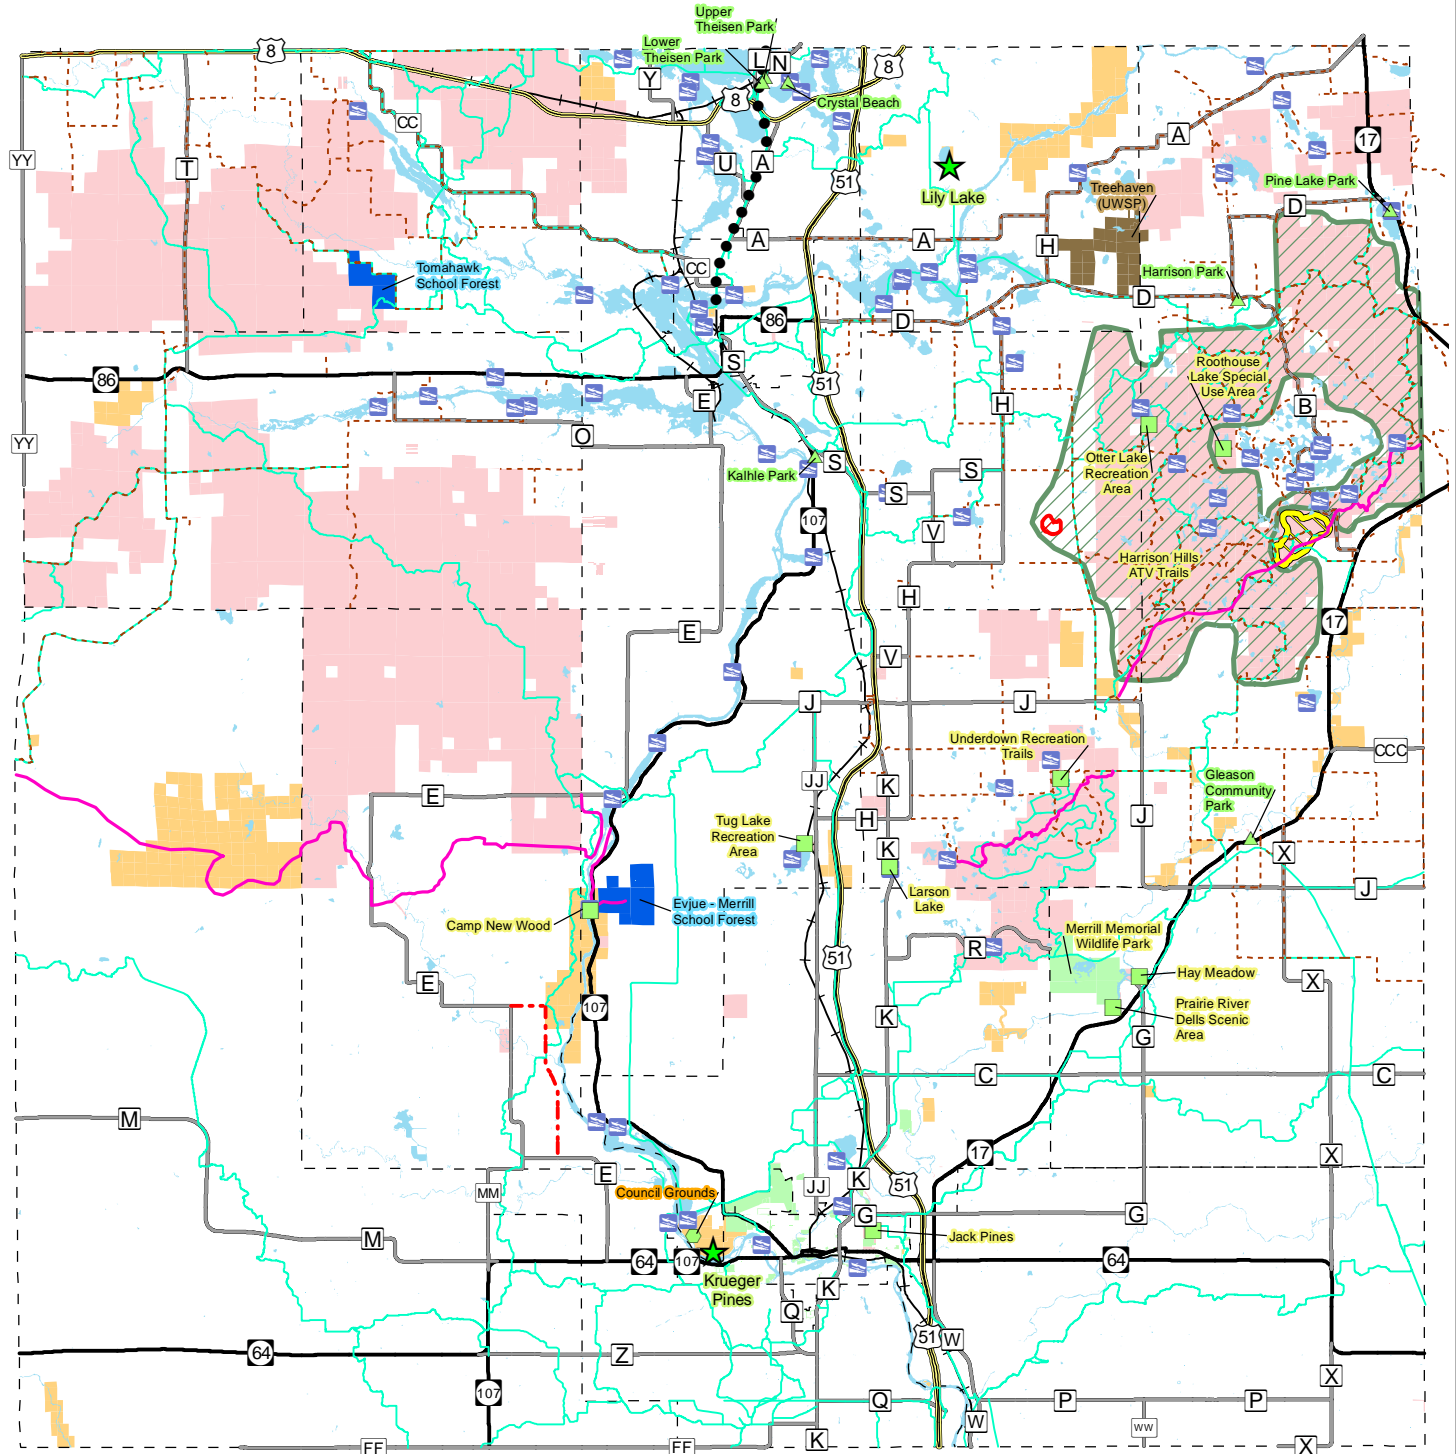 Upper
Theisen Park
Lower
Theisen Park
L
N
8
8
Y
8
Crystal Beach
CC
A
17
YY
T
U
A
51
Lily Lake
Treehaven
(UWSP)
Pine Lake Park
D
A
A
H
CC
Tomahawk
School Forest
Harrison Park
D
86
D
S
Roothouse
Lake Special
Use Area
86
51
E
H
B
YY
O
Otter Lake
Recreation
Area
Kalhle Park
S
S
S
107
V
Harrison Hills
ATV Trails
H
17
E
V
J
J
Underdown Recreation
Trails
CCC
JJ
K
Gleason
Community
Park
E
H
J
Tug Lake
Recreation
Area
K
X
J
Larson
Lake
Evjue - Merrill
School Forest
Camp New Wood
Merrill Memorial
Wildlife Park
R
51
Hay Meadow
E
X
107
Prairie River
Dells Scenic
Area
K
G
C
C
M
17
X
E
K
51
MM
JJ
Council Grounds
G
G
M
Jack Pines
64
107
64
Krueger
Pines
K
Q
51
W
64
Z
X
107
Q
P
P
W
WW
K
FF
FF
X